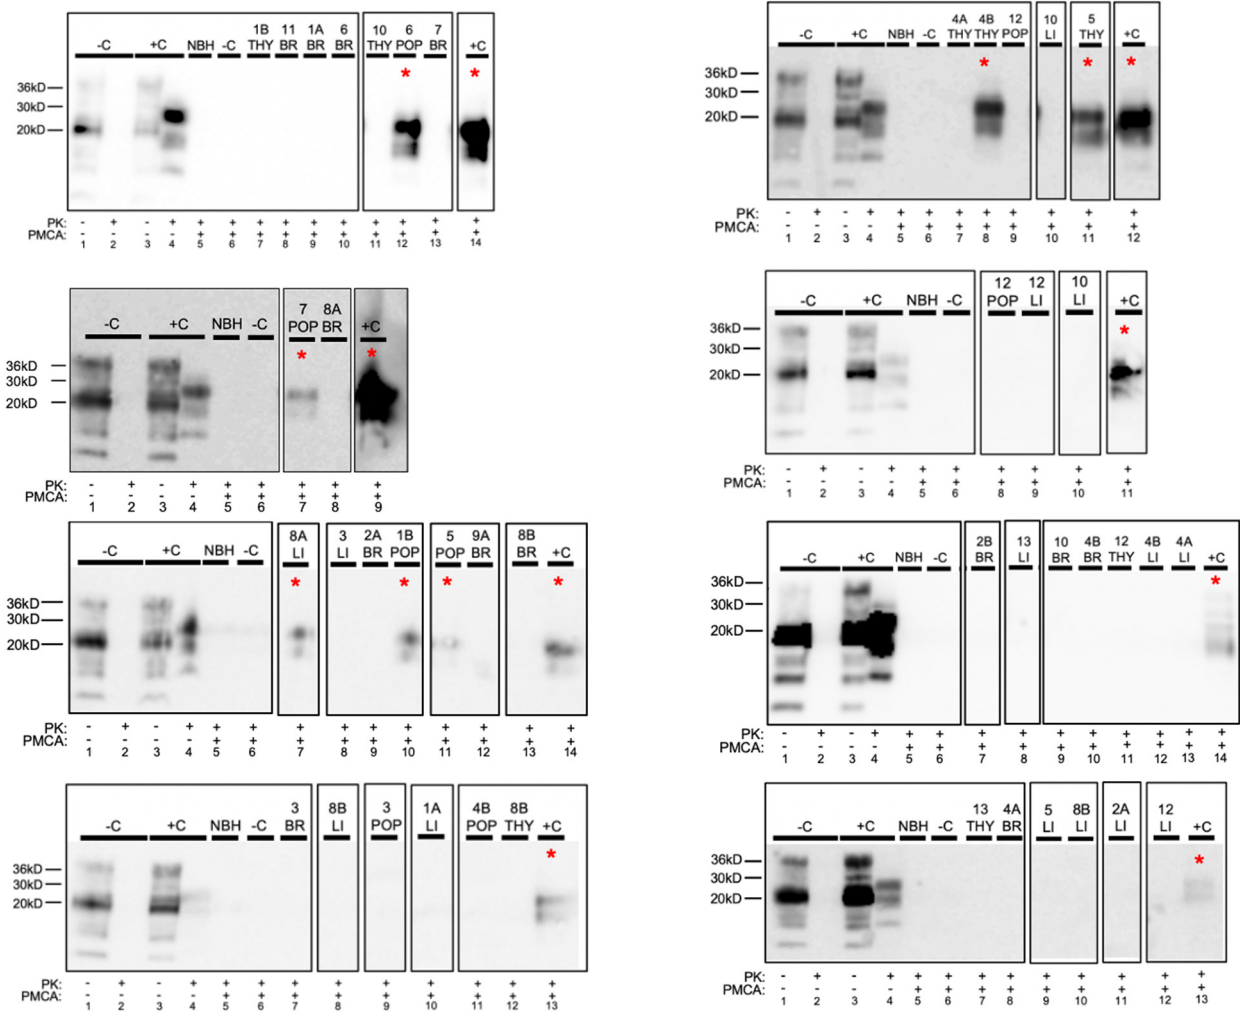 -C +C NBH -C 1B THY 11 BR 1A BR 6 BR 10 THY 6 POP 7 BR +C
* *
36kD
30kD
20kD
PK: - + - + + + + + + + + + + +
PMCA: + + + + + + + + + +
1 2 3 4 5 6 7 8 9 10 11 12 13 14
-C +C NBH -C 4A THY 4B THY 12 POP 10 LI 5 THY +C
* * *
36kD
30kD
20kD
PK: - + - + + + + + + + + +
PMCA: + + + + + + + +
1 2 3 4 5 6 7 8 9 10 11 12
-C +C NBH -C 7 POP 8A BR +C
* *
36kD
30kD
20kD
PK: - + - + + + + + +
PMCA: + + + + +
1 2 3 4 5 6 7 8 9
-C +C NBH -C 12 POP 12 LI 10 LI +C
*
36kD
30kD
20kD
PK: - + - + + + + + + +
PMCA: + + + + + +
1 2 3 4 5 6 8 9 10 11
-C +C NBH -C 8A LI 3 LI 2A BR 1B POP 5 POP 9A BR 8B BR +C
* * * *
36kD
30kD
20kD
PK: - + - + + + + + + + + + + +
PMCA: + + + + + + + + + +
1 2 3 4 5 6 7 8 9 10 11 12 13 14
-C +C NBH -C 2B BR 13 LI 10 BR 4B BR 12 THY 4B LI 4A LI +C
*
36kD
30kD
20kD
PK: - + - + + + + + + + + + + +
PMCA: + + + + + + + + + +
1 2 3 4 5 6 7 8 9 10 11 12 13 14
-C +C NBH -C 3 BR 8B LI 3 POP 1A LI 4B POP 8B THY +C
*
36kD
30kD
20kD
PK: - + - + + + + + + + + + +
PMCA: + + + + + + + + +
1 2 3 4 5 6 7 8 9 10 11 12 13
-C +C NBH -C 13 THY 4A BR 5 LI 8B LI 2A LI 12 LI +C
*
36kD
30kD
20kD
PK: - + - + + + + + + + + + +
PMCA: + + + + + + + + +
1 2 3 4 5 6 7 8 9 10 11 12 13